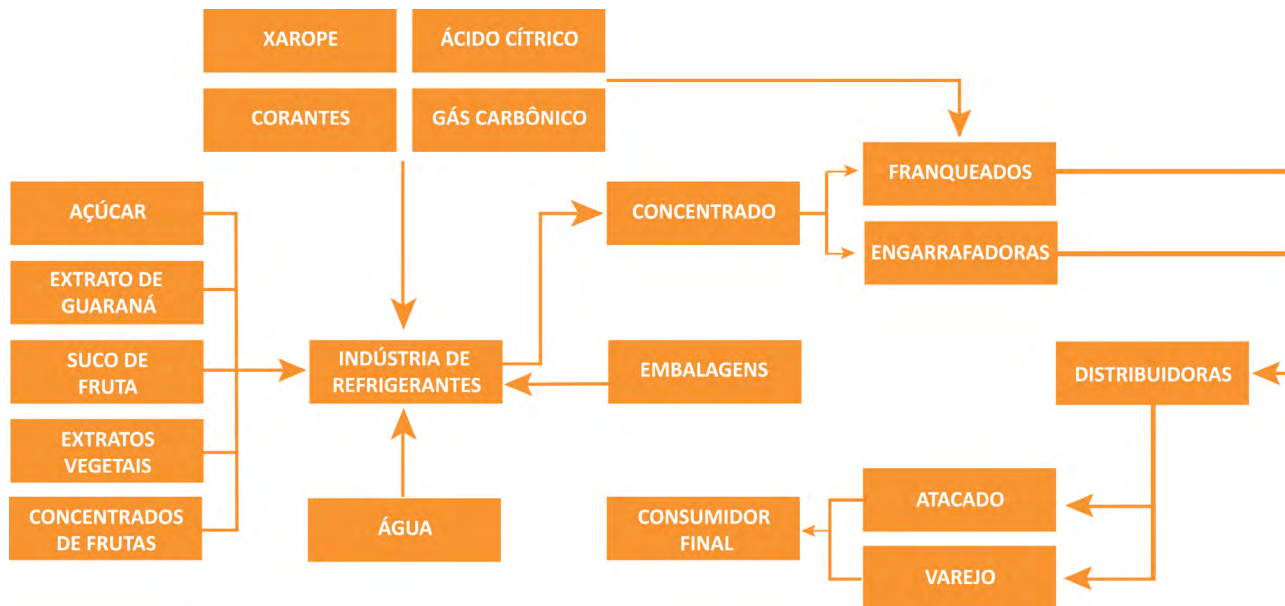 XAROPE
ÁCIDO CÍTRICO
CORANTES
GÁS CARBÔNICO
FRANQUEADOS
AÇÚCAR
CONCENTRADO
ENGARRAFADORAS
EXTRATO DE
GUARANÁ
SUCO DE
FRUTA
INDÚSTRIA DE
REFRIGERANTES
EMBALAGENS
DISTRIBUIDORAS
EXTRATOS
VEGETAIS
CONCENTRADOS
DE FRUTAS
ÁGUA
CONSUMIDOR
FINAL
ATACADO
VAREJO